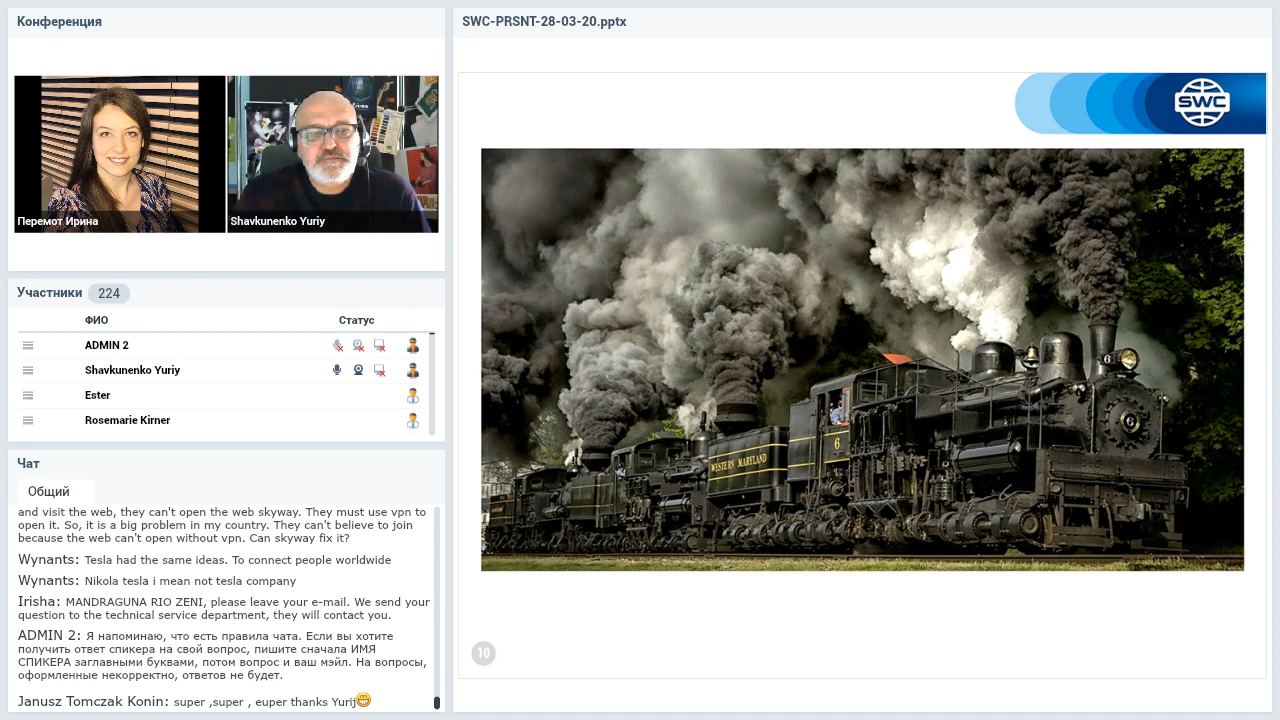 Конференция
Перемот Ирина
Shavkunenko Yuriy
Участники 224
ФИО Статус
ADMIN 2
Shavkunenko Yuriy
Ester
Rosemarie Kirner
Чат
Общий
and visit the web, they can't open the web skyway. They must use vpn to
open it. So, it is a big problem in my country. They can't believe to join
because the web can't open without vpn. Can skyway fix it?
Wynants: Tesla had the same ideas. To connect people worldwide
Wynants: Nikola tesla i mean not tesla company
Irisha: MANDRAGUNA RIO ZENI, please leave your e-mail. We send your
question to the technical service department, they will contact you.
ADMIN 2: Я напоминаю, что есть правила чата. Если вы хотите
получить ответ спикера на свой вопрос, пишите сначала ИМЯ
СПИКЕРА заглавными буквами, потом вопрос и ваш мэйл. На вопросы,
оформленные некорректно, ответов не будет.
Janusz Tomczak Konin: super ,super , euper thanks Yurij
SWC-PRSNT-28-03-20.pptx
SWC
6
6
6
WESTERN MARYLAND
10